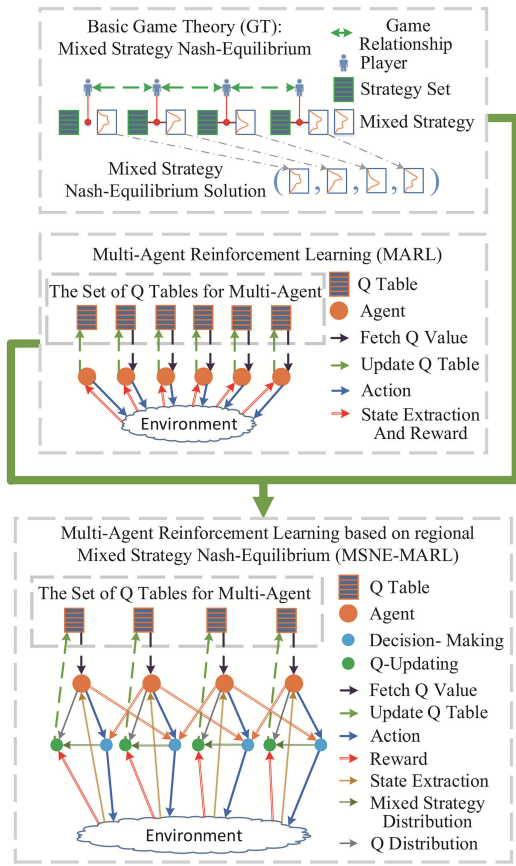 Basic Game Theory (GT):
Mixed Strategy Nash-Equilibrium
Game
Relationship
Player
Strategy Set
Mixed Strategy
Mixed Strategy
Nash-Equilibrium Solution
( , , , )
Multi-Agent Reinforcement Learning (MARL)
The Set of Q Tables for Multi-Agent
Q Table
Agent
Fetch Q Value
Update Q Table
Action
State Extraction
And Reward
Environment
Multi-Agent Reinforcement Learning based on regional
Mixed Strategy Nash-Equilibrium (MSNE-MARL)
The Set of Q Tables for Multi-Agent
Q Table
Agent
Decision- Making
Q-Updating
Fetch Q Value
Update Q Table
Action
Reward
State Extraction
Mixed Strategy
Distribution
Q Distribution
Environment